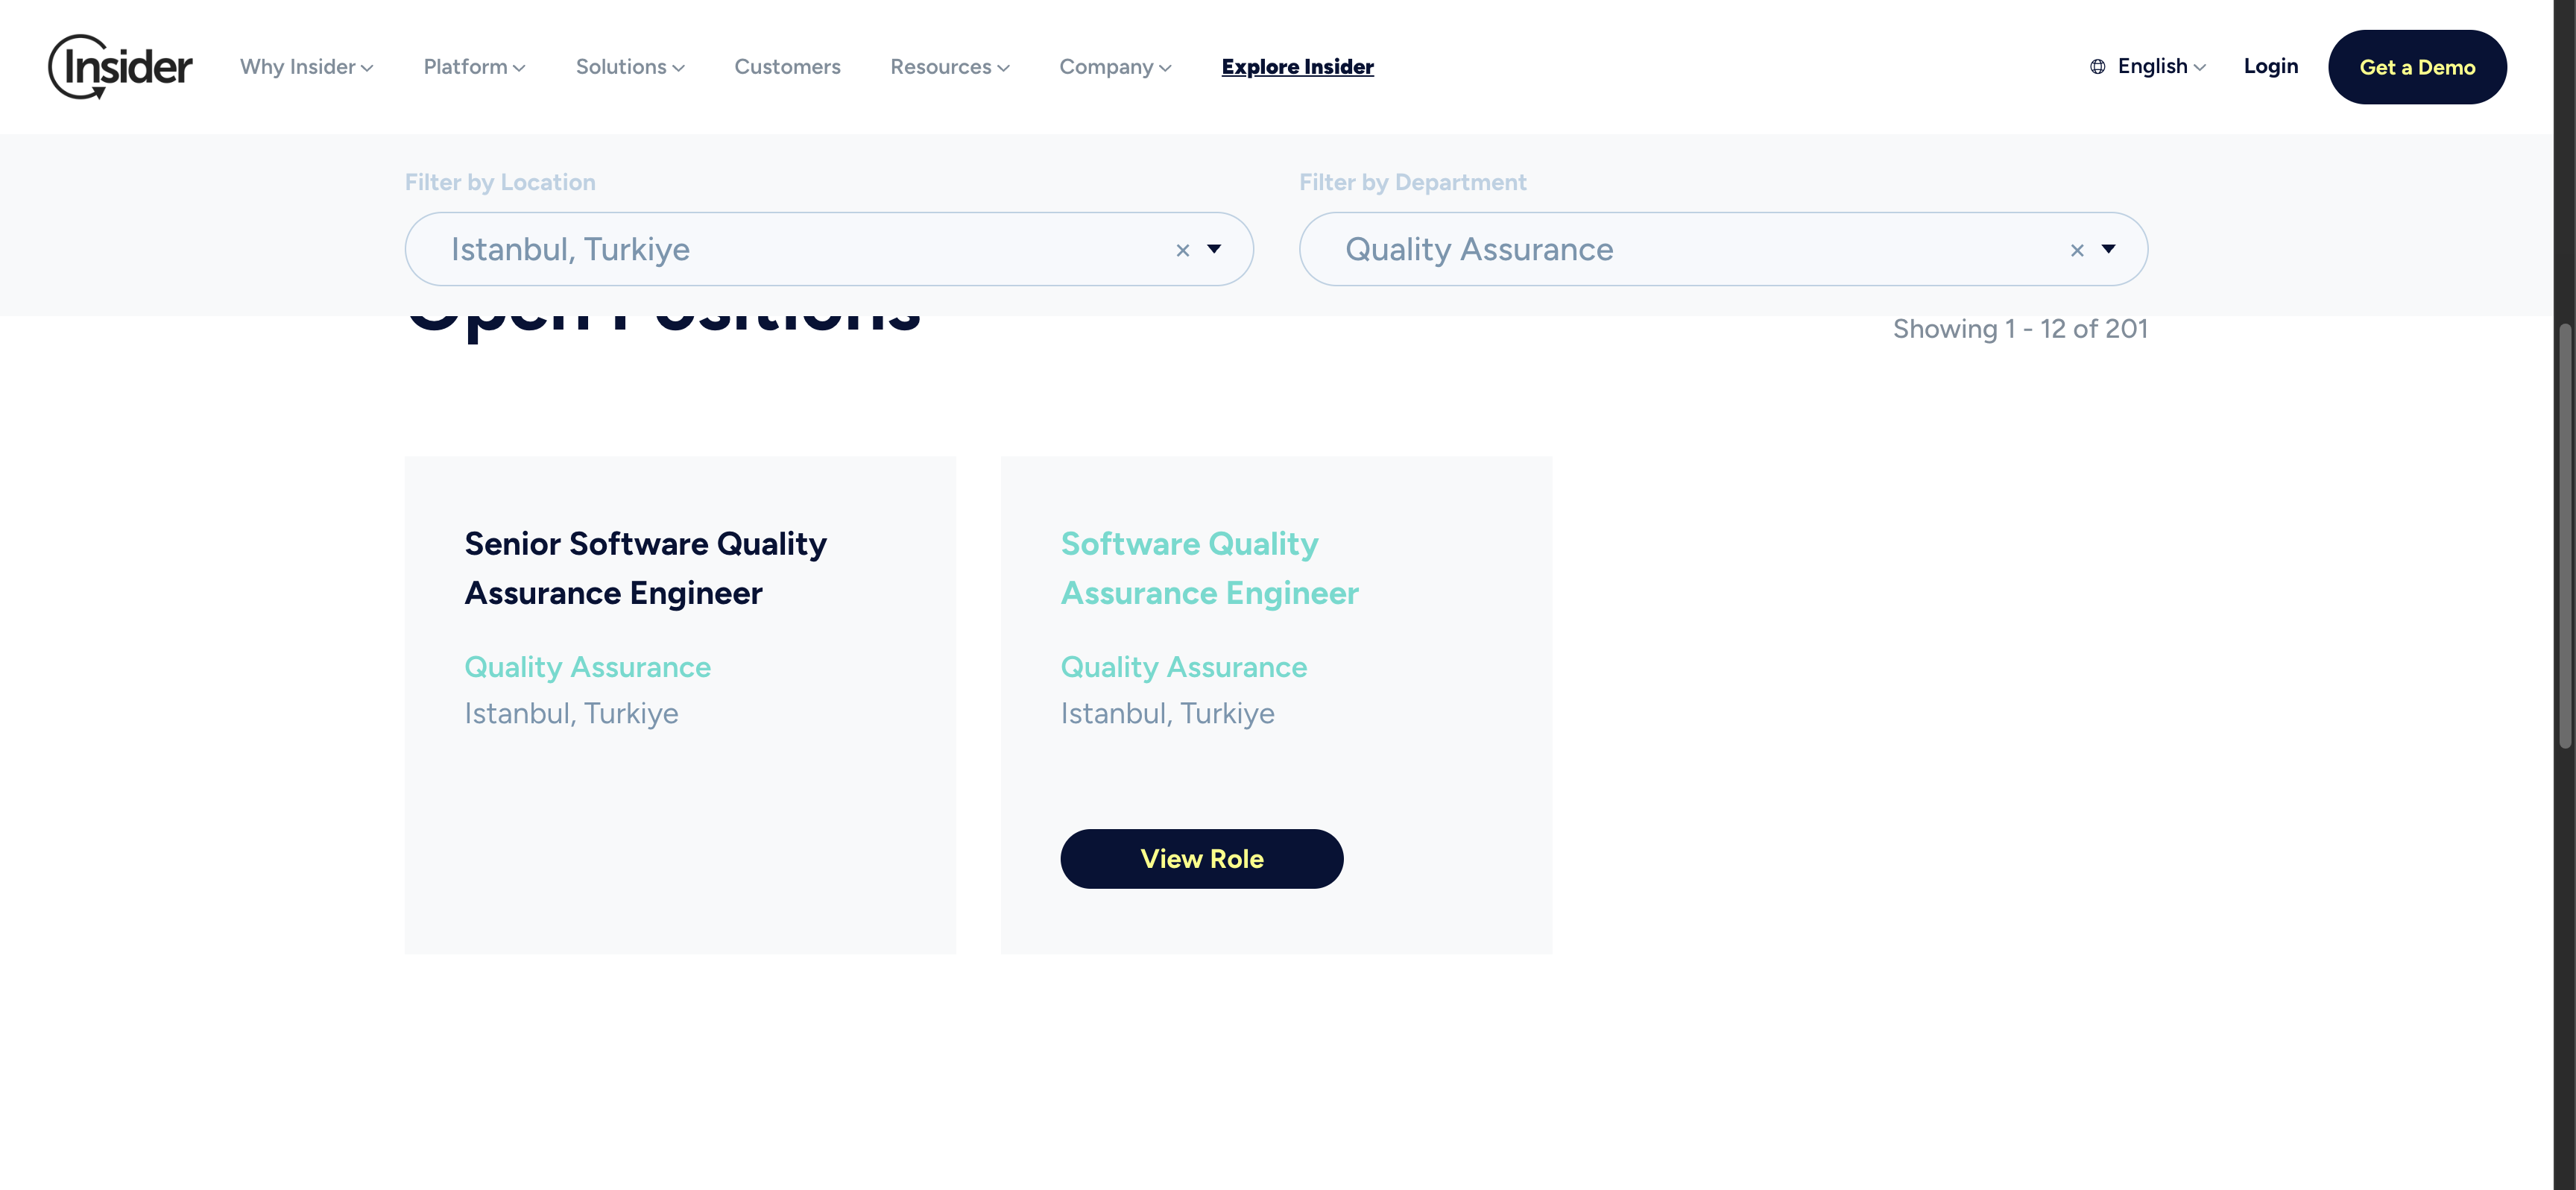 Insider
Why Insider
Platform
Solutions
Customers
Resources
Company
Explore Insider
English
Login
Get a Demo
Filter by Location
Filter by Department
Istanbul, Turkiye
×
Quality Assurance
×
Open Positions
Showing 1 - 12 of 201
Senior Software Quality
Assurance Engineer
Quality Assurance
Istanbul, Turkiye
Software Quality
Assurance Engineer
Quality Assurance
Istanbul, Turkiye
View Role